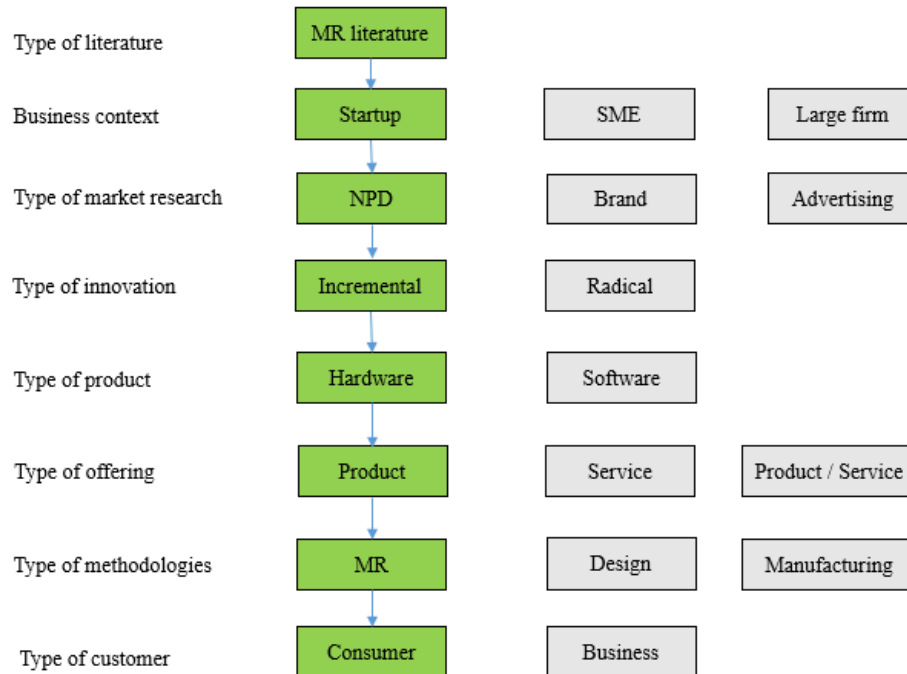 Type of literature
MR literature
Business context
Startup
SME
Large firm
Type of market research
NPD
Brand
Advertising
Type of innovation
Incremental
Radical
Type of product
Hardware
Software
Type of offering
Product
Service
Product / Service
Type of methodologies
MR
Design
Manufacturing
Type of customer
Consumer
Business